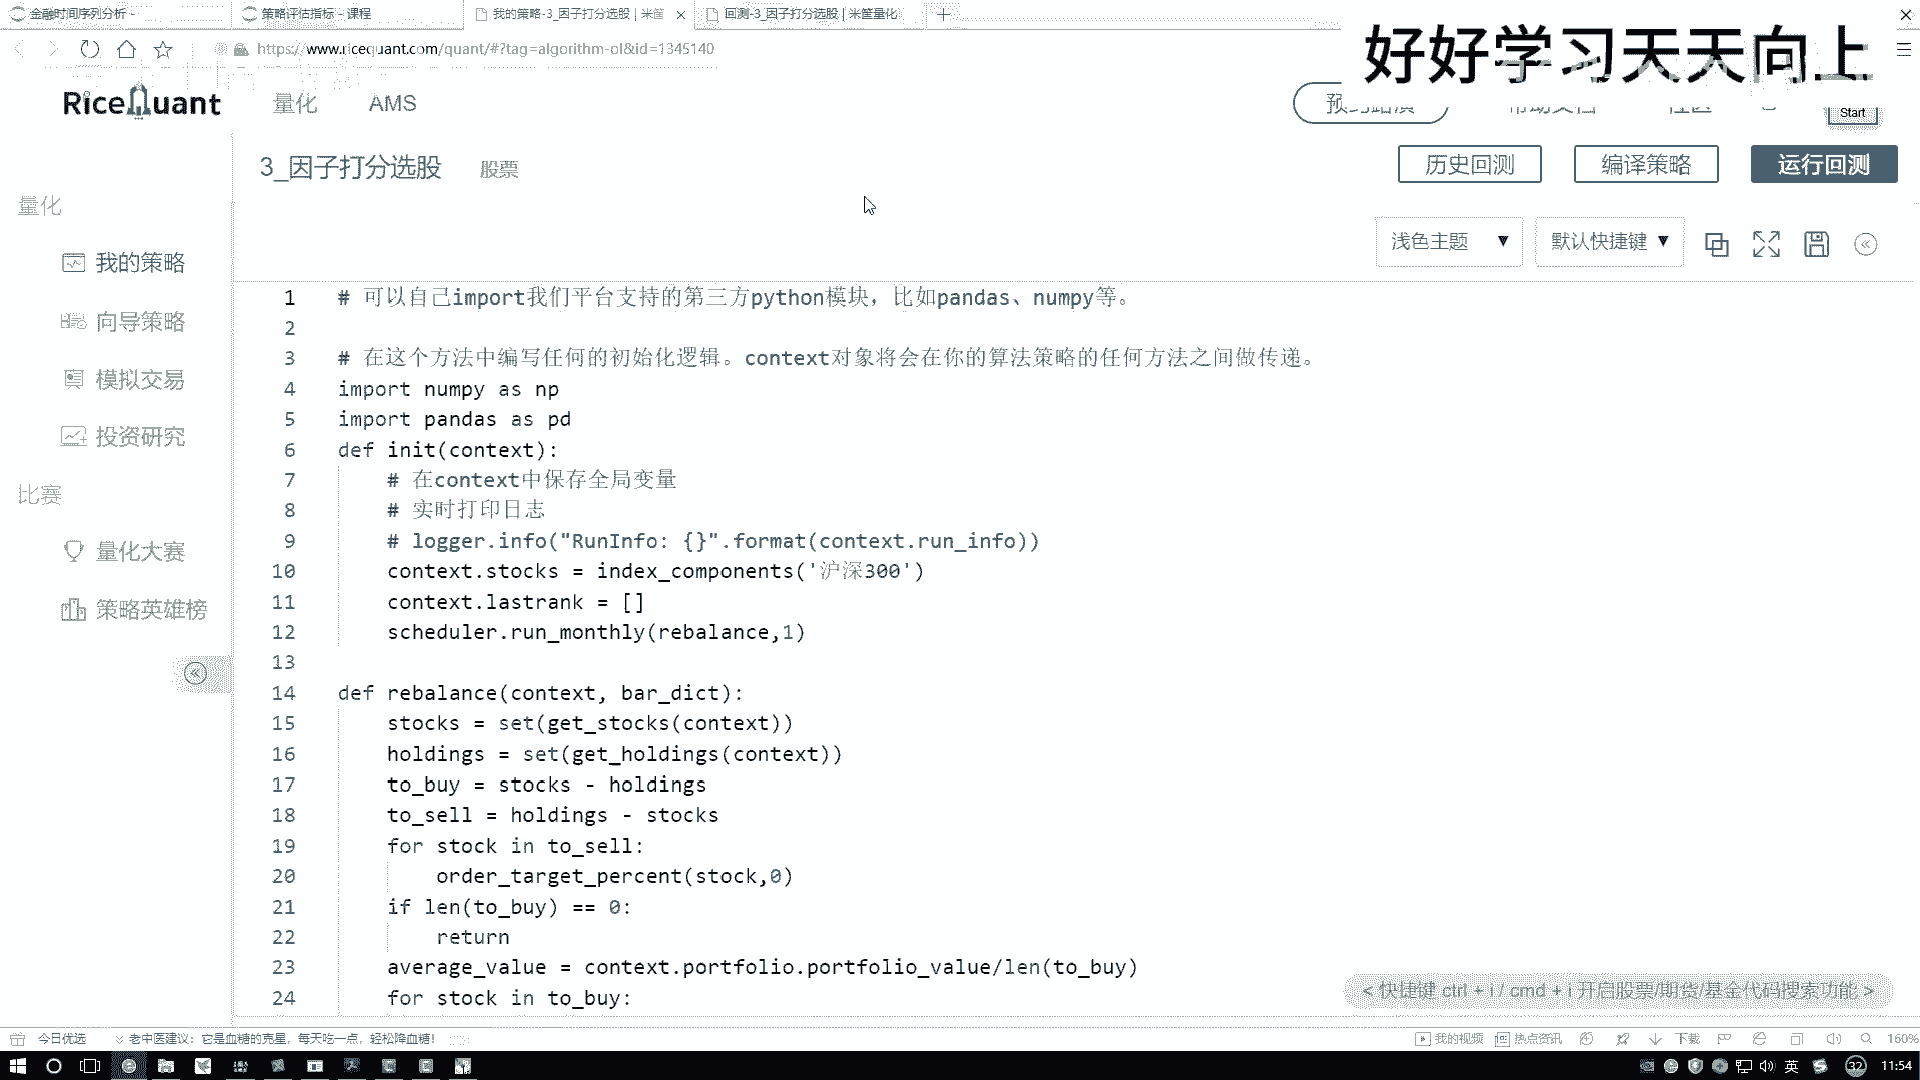 金融时间序列分析 -
策略评估指标 - 课程
我的策略-3_因子打分选股 | 米筐
回测-3_因子打分选股 | 米筐量化
https://www.ricequant.com/quant/#?tag=algorithm-ol&id=1345140
好好学习天天向上
RiceQuant
量化
AMS
Start
3_因子打分选股
股票
历史回测
编译策略
运行回测
浅色主题
默认快捷键
量化
我的策略
向导策略
模拟交易
投资研究
比赛
量化大赛
策略英雄榜
1 # 可以自己import我们平台支持的第三方python模块，比如pandas、numpy等。
2
3 # 在这个方法中编写任何的初始化逻辑。context对象将会在你的算法策略的任何方法之间做传递。
4 import numpy as np
5 import pandas as pd
6 def init(context):
7 # 在context中保存全局变量
8 # 实时打印日志
9 # logger.info("RunInfo: {}".format(context.run_info))
10 context.stocks = index_components('沪深300')
11 context.lastrank = []
12 scheduler.run_monthly(rebalance,1)
13
14 def rebalance(context, bar_dict):
15 stocks = set(get_stocks(context))
16 holdings = set(get_holdings(context))
17 to_buy = stocks - holdings
18 to_sell = holdings - stocks
19 for stock in to_sell:
20 order_target_percent(stock,0)
21 if len(to_buy) == 0:
22 return
23 average_value = context.portfolio.portfolio_value/len(to_buy)
24 for stock in to_buy:
< 快捷键 ctrl + i / cmd + i 开启股票/期货/基金代码搜索功能 >
今日优选
老中医建议：它是血糖的克星，每天吃一点，轻松降血糖！
我的视频
热点资讯
下载
160%
英
32
11:54